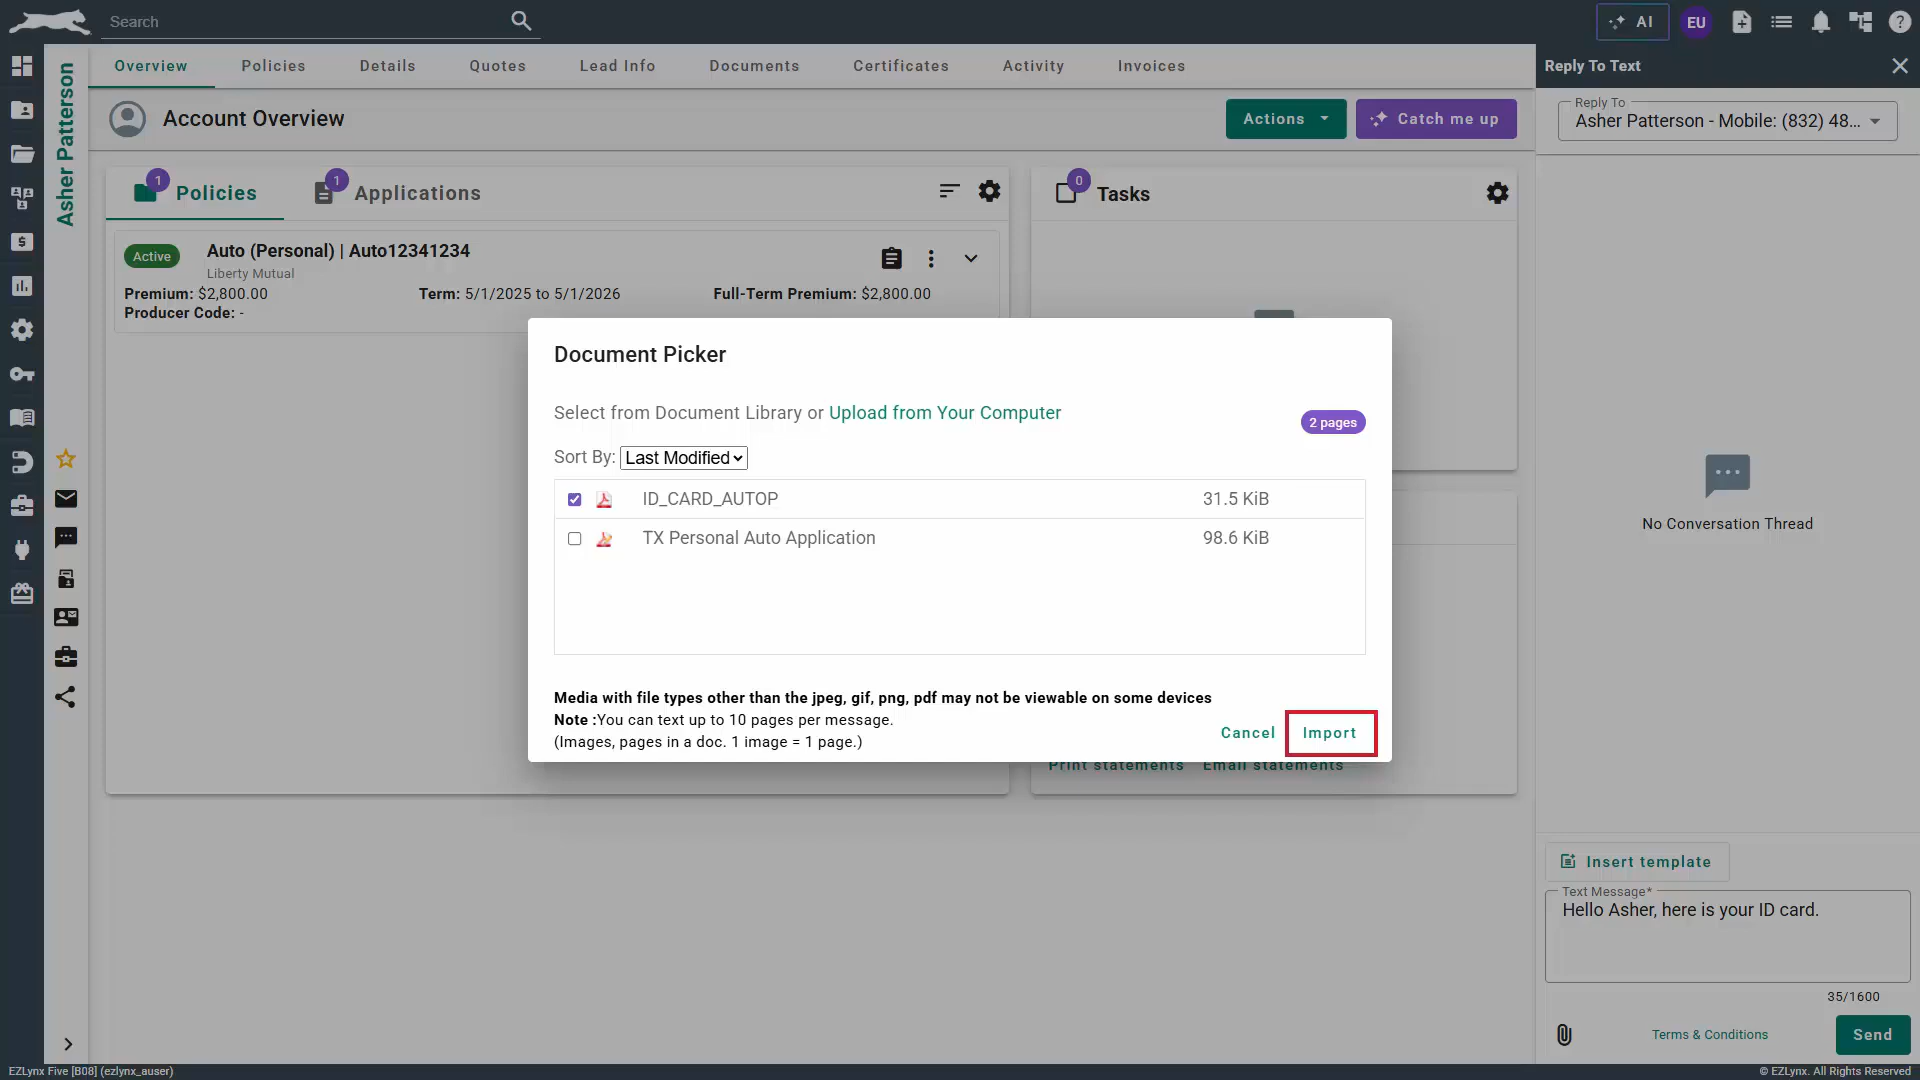 Search
AI
EU
Asher Patterson
Overview
Policies
Details
Quotes
Lead Info
Documents
Certificates
Activity
Invoices
Reply To Text
Account Overview
Actions
Catch me up
Reply To
Asher Patterson - Mobile: (832) 48...
1
Policies
1
Applications
0
Tasks
Active
Auto (Personal) | Auto12341234
Liberty Mutual
Premium: $2,800.00
Term: 5/1/2025 to 5/1/2026
Full-Term Premium: $2,800.00
Producer Code: -
Document Picker
Select from Document Library or Upload from Your Computer
2 pages
Sort By: Last Modified
ID_CARD_AUTOP
31.5 KiB
TX Personal Auto Application
98.6 KiB
Media with file types other than the jpeg, gif, png, pdf may not be viewable on some devices
Note :You can text up to 10 pages per message.
(Images, pages in a doc. 1 image = 1 page.)
Cancel
Import
Print statements
Email statements
No Conversation Thread
Insert template
Text Message*
Hello Asher, here is your ID card.
35/1600
Terms & Conditions
Send
EZLynx Five [B08] (ezlynx_auser)
© EZLynx. All Rights Reserved